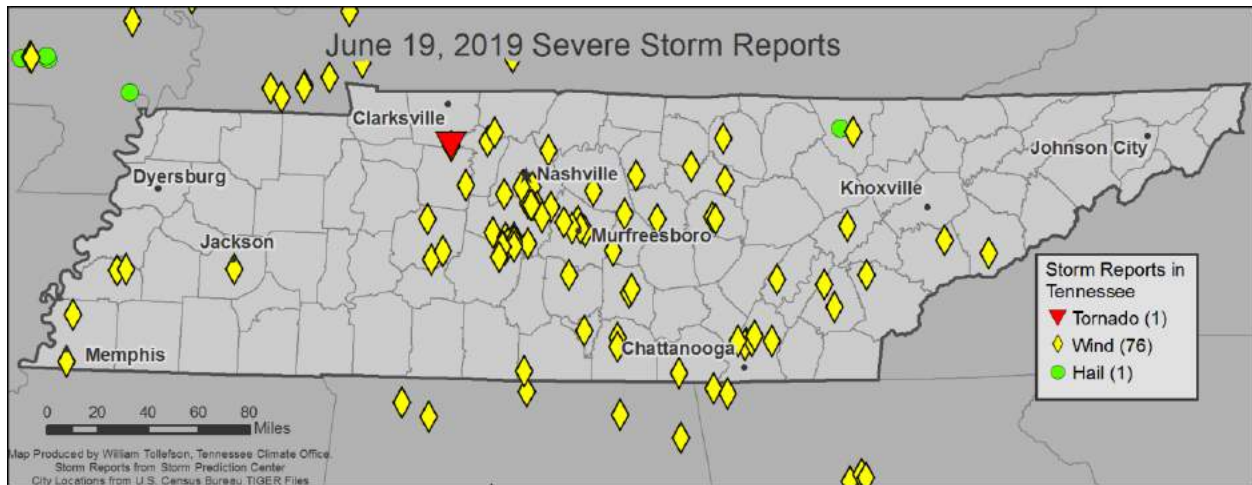 June 19, 2019 Severe Storm Reports
Clarksville
Johnson City
Dyersburg
Nashville
Knoxville
Jackson
Murfreesboro
Storm Reports in
Tennessee
Tornado (1)
Wind (76)
Hail (1)
Memphis
Chattanooga
0 20 40 60 80
Miles
Map Produced by William Tollefson, Tennessee Climate Office.
Storm Reports from Storm Prediction Center
City Locations from U.S. Census Bureau TIGER Files